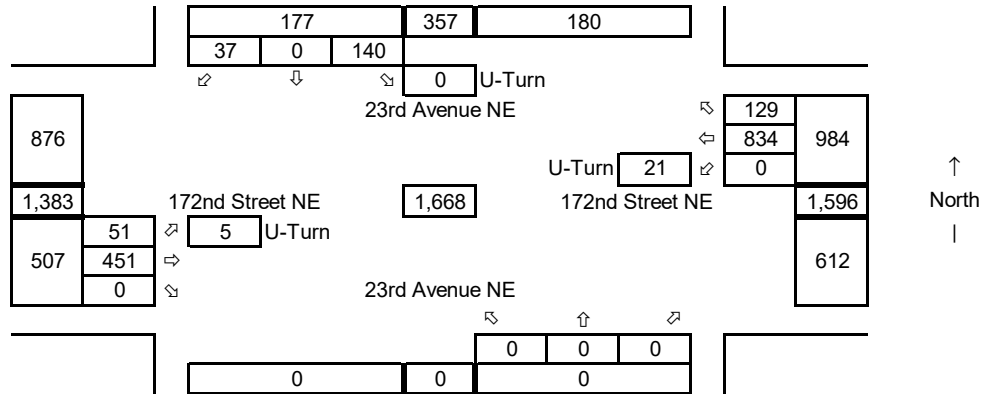 177 357 180
37 0 140
⬃ ⇩ ⬂ 0 U-Turn
23rd Avenue NE ⬁ 129
876 ⇦ 834 984
U-Turn 21 ⬃ 0 ↑
1,383 172nd Street NE 1,668 172nd Street NE 1,596 North
51 ⬀ 5 U-Turn |
507 451 ⇨ 612
0 ⬂ 23rd Avenue NE
⬁ ⇧ ⬀
0 0 0
0 0 0